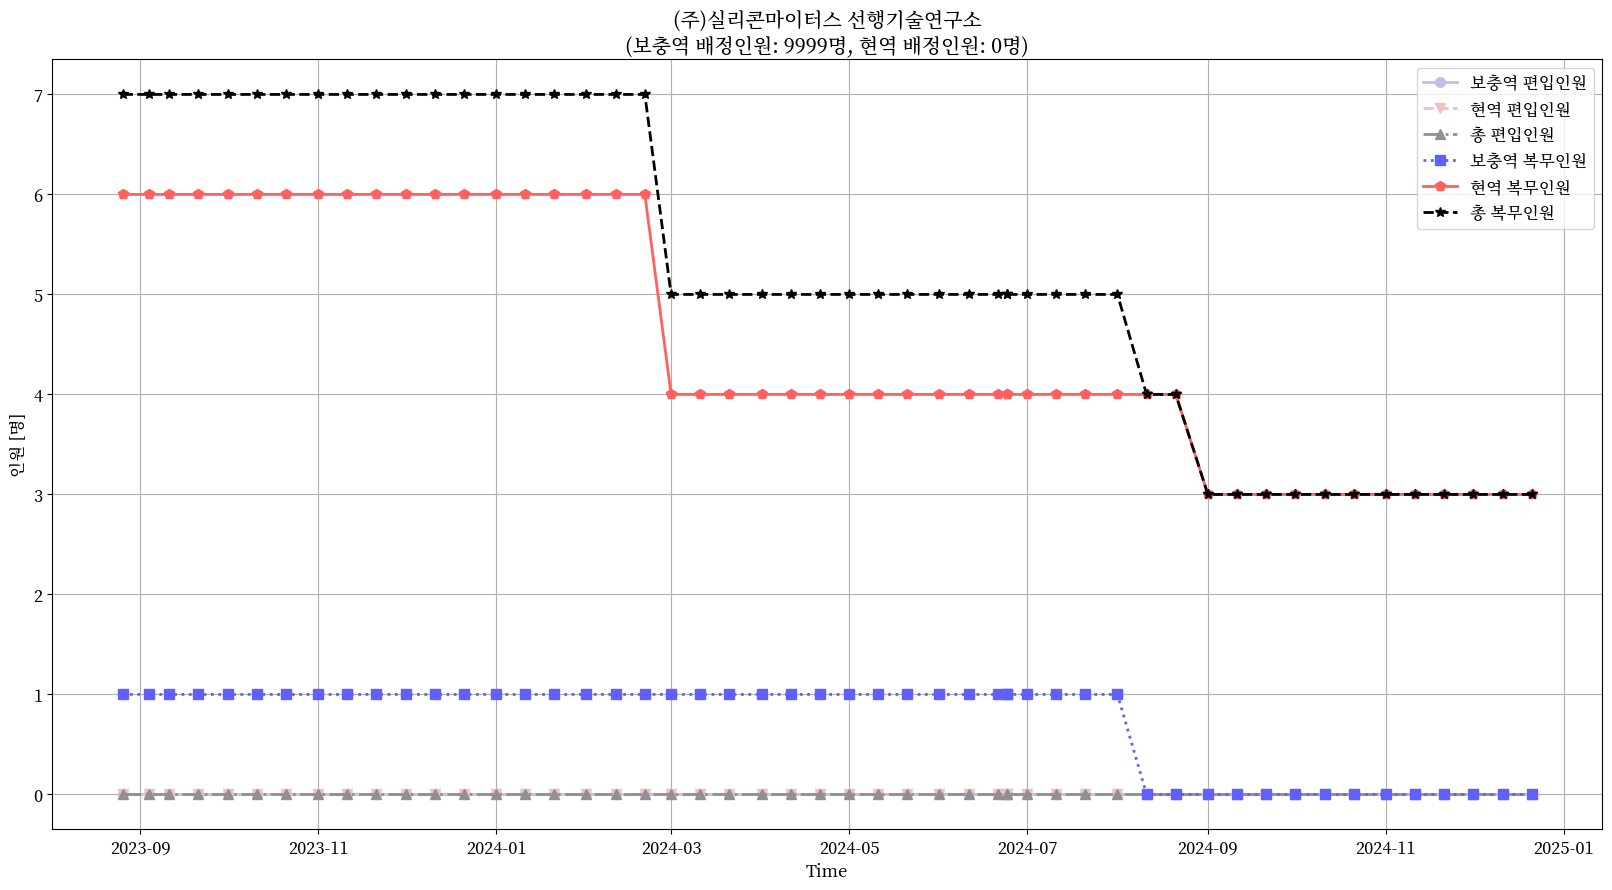 (주)실리콘마이터스 선행기술연구소
(보충역 배정인원: 9999명, 현역 배정인원: 0명)
보충역 편입인원
현역 편입인원
총 편입인원
보충역 복무인원
현역 복무인원
총 복무인원
인원 [명]
7
6
5
4
3
2
1
0
2023-09
2023-11
2024-01
2024-03
2024-05
2024-07
2024-09
2024-11
2025-01
Time